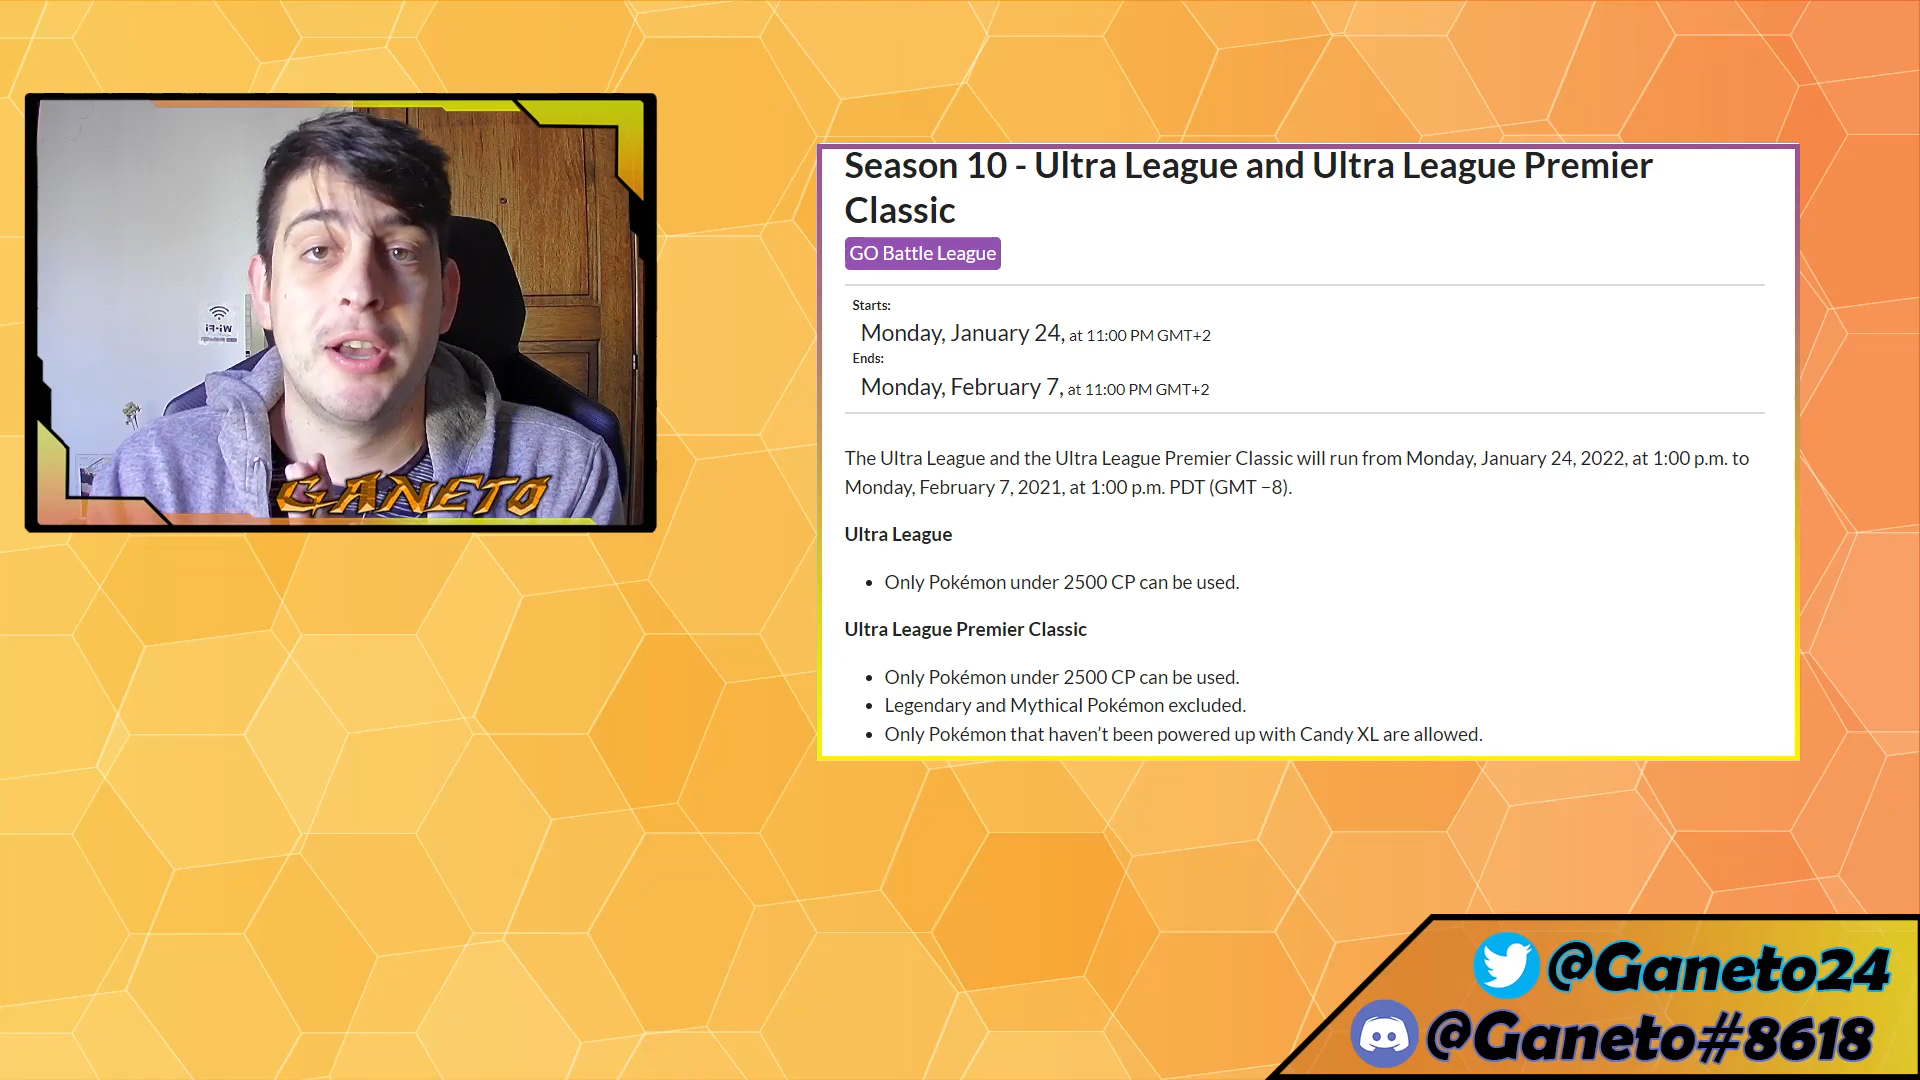 Season 10 - Ultra League and Ultra League Premier
Classic
GO Battle League
Starts:
Monday, January 24, at 11:00 PM GMT+2
Ends:
Monday, February 7, at 11:00 PM GMT+2
The Ultra League and the Ultra League Premier Classic will run from Monday, January 24, 2022, at 1:00 p.m. to
Monday, February 7, 2021, at 1:00 p.m. PDT (GMT −8).
Ultra League
• Only Pokémon under 2500 CP can be used.
Ultra League Premier Classic
• Only Pokémon under 2500 CP can be used.
• Legendary and Mythical Pokémon excluded.
• Only Pokémon that haven't been powered up with Candy XL are allowed.
Wi-Fi
GANETO
@Ganeto24
@Ganeto#8618